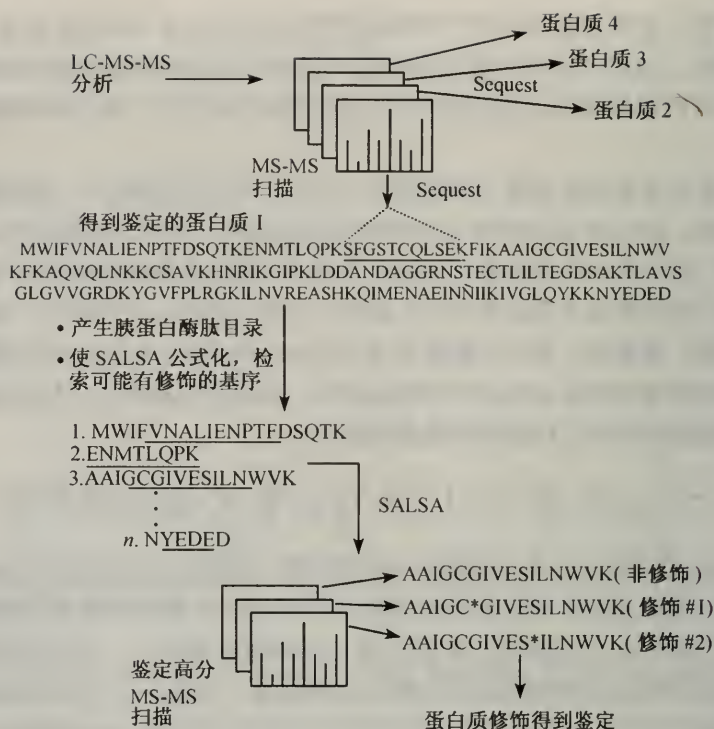 LC-MS-MS
分析
蛋白质 4
蛋白质 3
Sequest
蛋白质 2
MS-MS
扫描
Sequest
得到鉴定的蛋白质 I
MWIFVNALIENPTFDSQTKENMTLQPKSFGSTCQLSEKFIKAAIGCGIVESILNWV
KFKAQVQLNKKCSAVKHNRIKGIPKLDDANDAGGRNSTECTLILTEGDSAKTLAVS
GLGVVGRDKYGVFPLRGKILNVREASHKQIMENAEINNIIKIVGLQYKKNYEDED
• 产生胰蛋白酶肽目录
• 使 SALSA 公式化，检
索可能有修饰的基序
1. MWIFVNALIENPTFDSQTK
2.ENMTLQPK
3.AAIGCGIVESILNWVK
n. NYEDED
SALSA
AAIGCGIVESILNWVK( 非修饰 )
AAIGC*GIVESILNWVK( 修饰 #1)
AAIGCGIVES*ILNWVK( 修饰 #2)
鉴定高分
MS-MS
扫描
蛋白质修饰得到鉴定